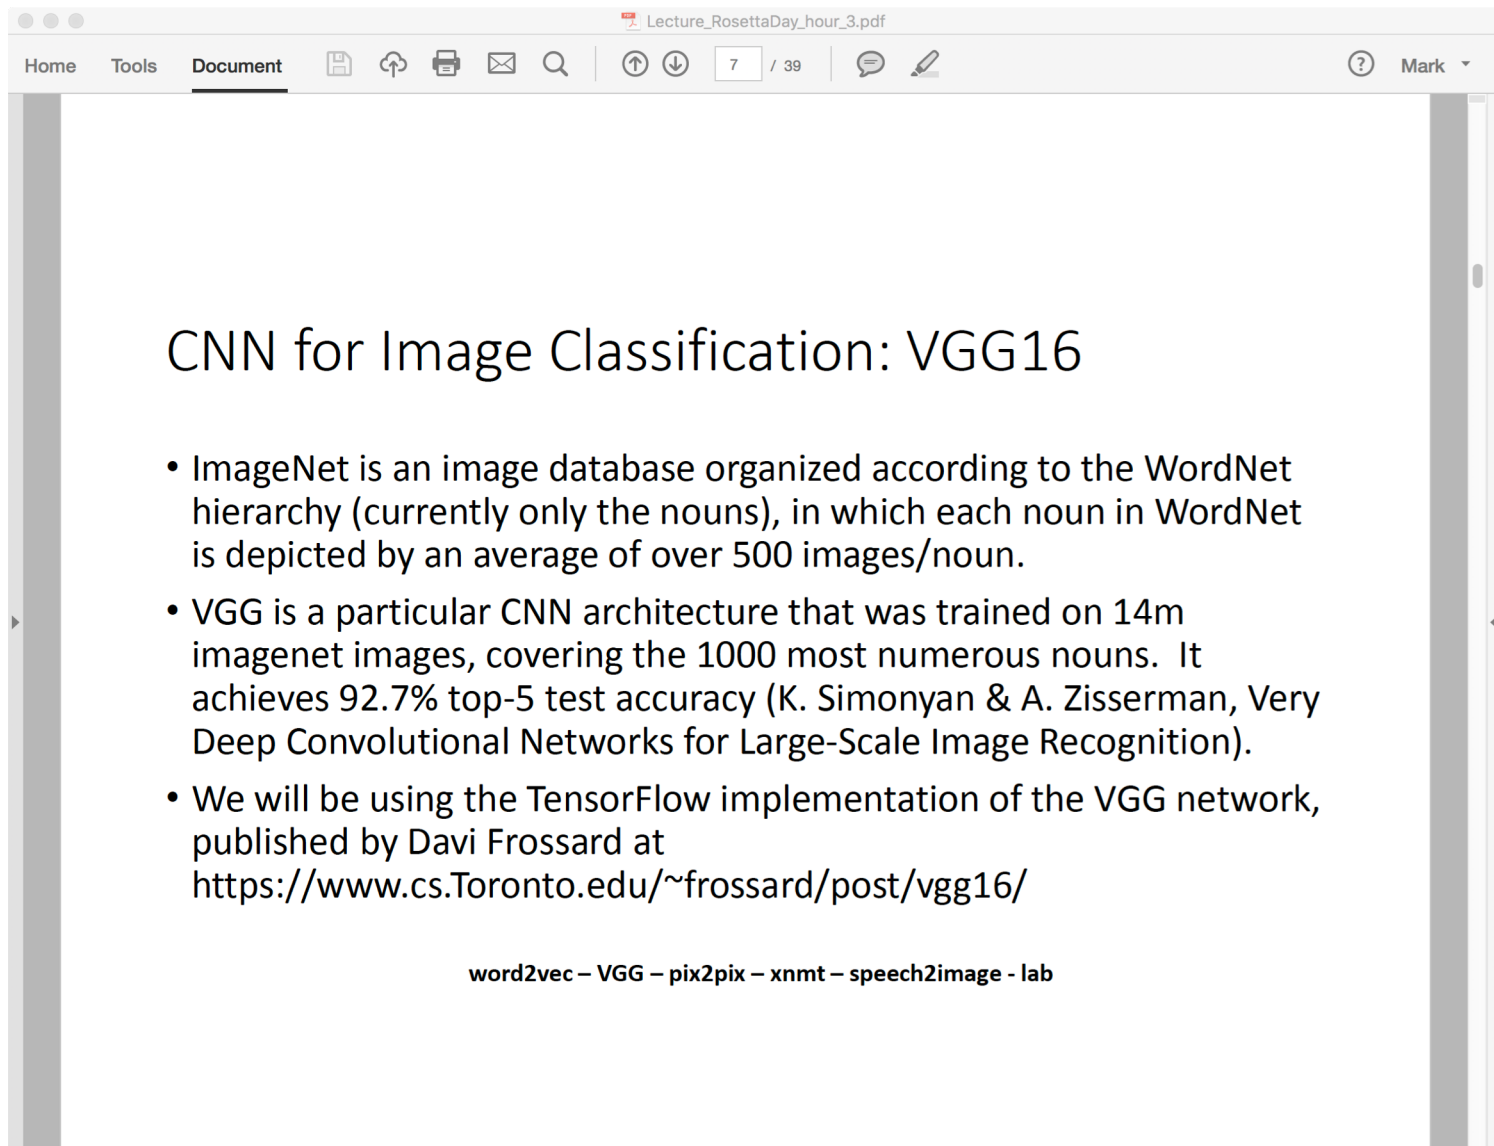 Lecture_RosettaDay_hour_3.pdf
Home Tools Document 7 / 39 Mark
CNN for Image Classification: VGG16
• ImageNet is an image database organized according to the WordNet
hierarchy (currently only the nouns), in which each noun in WordNet
is depicted by an average of over 500 images/noun.
• VGG is a particular CNN architecture that was trained on 14m
imagenet images, covering the 1000 most numerous nouns.  It
achieves 92.7% top-5 test accuracy (K. Simonyan & A. Zisserman, Very
Deep Convolutional Networks for Large-Scale Image Recognition).
• We will be using the TensorFlow implementation of the VGG network,
published by Davi Frossard at
https://www.cs.Toronto.edu/~frossard/post/vgg16/
word2vec – VGG – pix2pix – xnmt – speech2image - lab